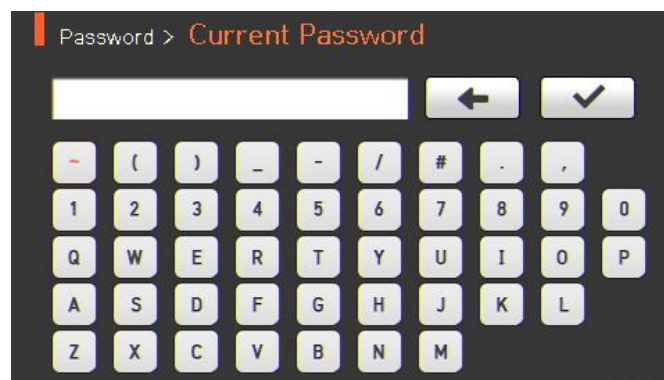 Password > Current Password
~ ( ) _ - / # . ,
1 2 3 4 5 6 7 8 9 0
Q W E R T Y U I O P
A S D F G H J K L
Z X C V B N M